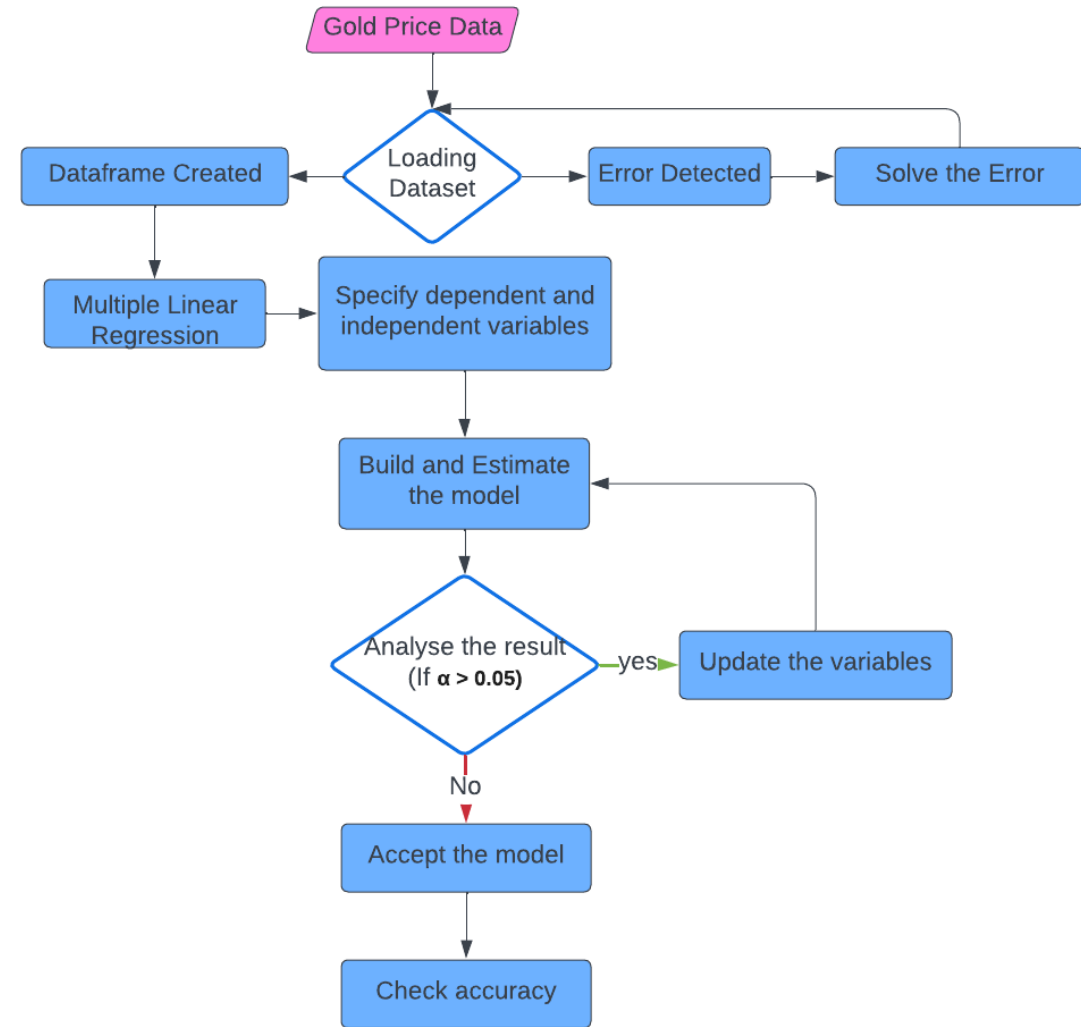 Gold Price Data
Loading
Dataset
Dataframe Created
Error Detected
Solve the Error
Multiple Linear
Regression
Specify dependent and
independent variables
Build and Estimate
the model
Analyse the result
(If α > 0.05)
yes
Update the variables
No
Accept the model
Check accuracy